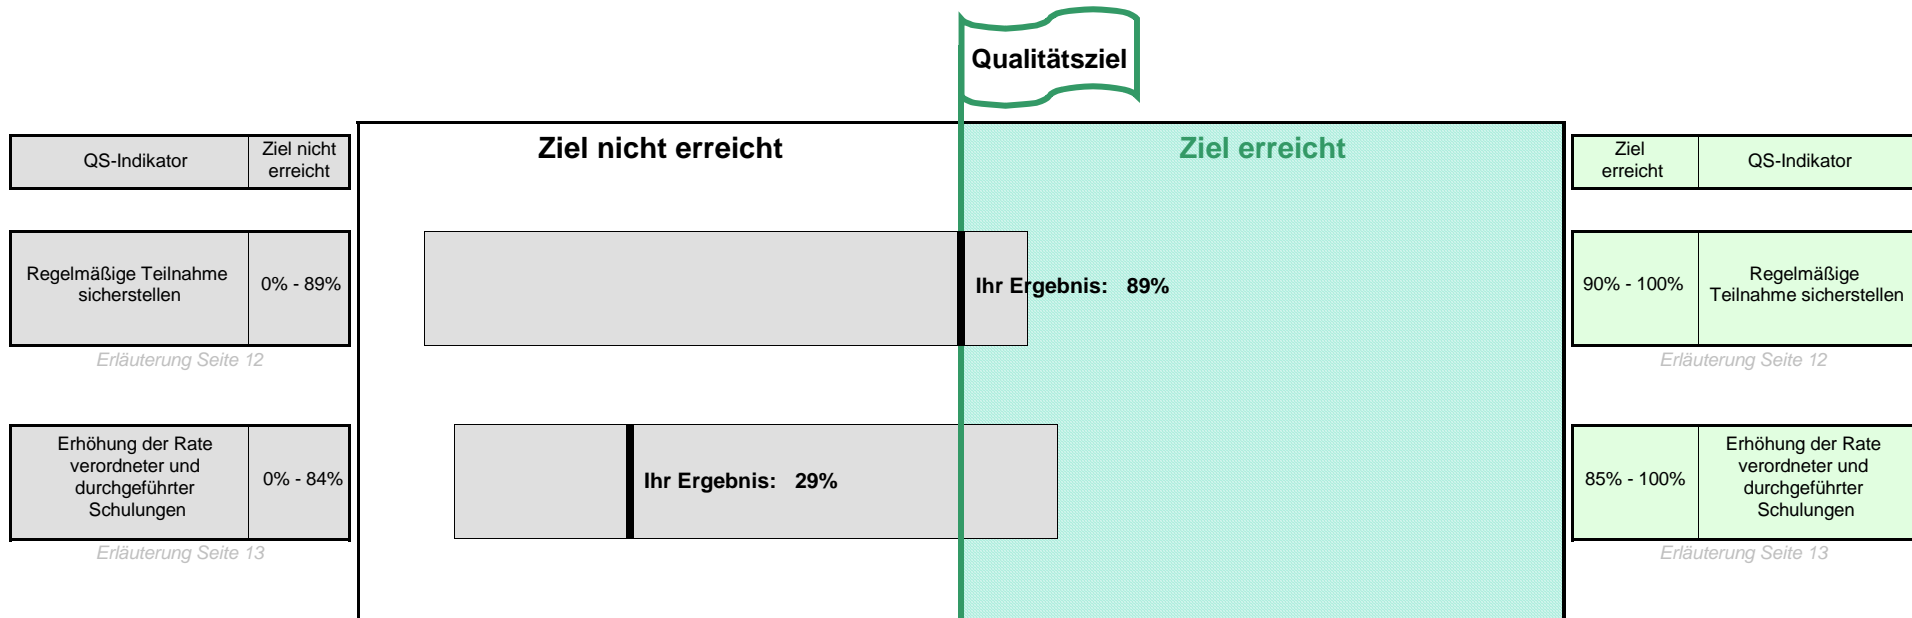 Qualitätsziel
QS-Indikator
Ziel nicht
erreicht
Ziel nicht erreicht
Ziel erreicht
Ziel
erreicht
QS-Indikator
Regelmäßige Teilnahme
sicherstellen
0% - 89%
Ihr Ergebnis: 89%
90% - 100%
Regelmäßige
Teilnahme sicherstellen
Erläuterung Seite 12
Erläuterung Seite 12
Erhöhung der Rate
verordneter und
durchgeführter
Schulungen
0% - 84%
Ihr Ergebnis: 29%
85% - 100%
Erhöhung der Rate
verordneter und
durchgeführter
Schulungen
Erläuterung Seite 13
Erläuterung Seite 13